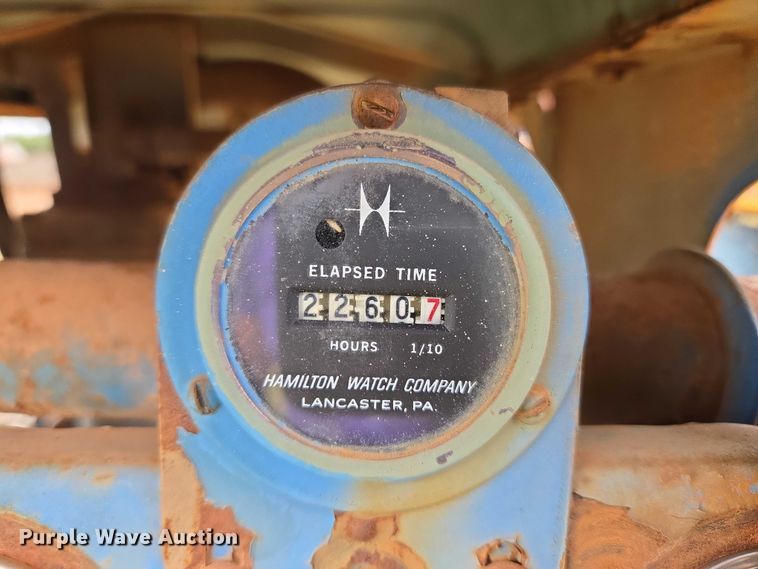 ELAPSED TIME
22607
HOURS 1/10
HAMILTON WATCH COMPANY
LANCASTER, PA.
Purple Wave Auction